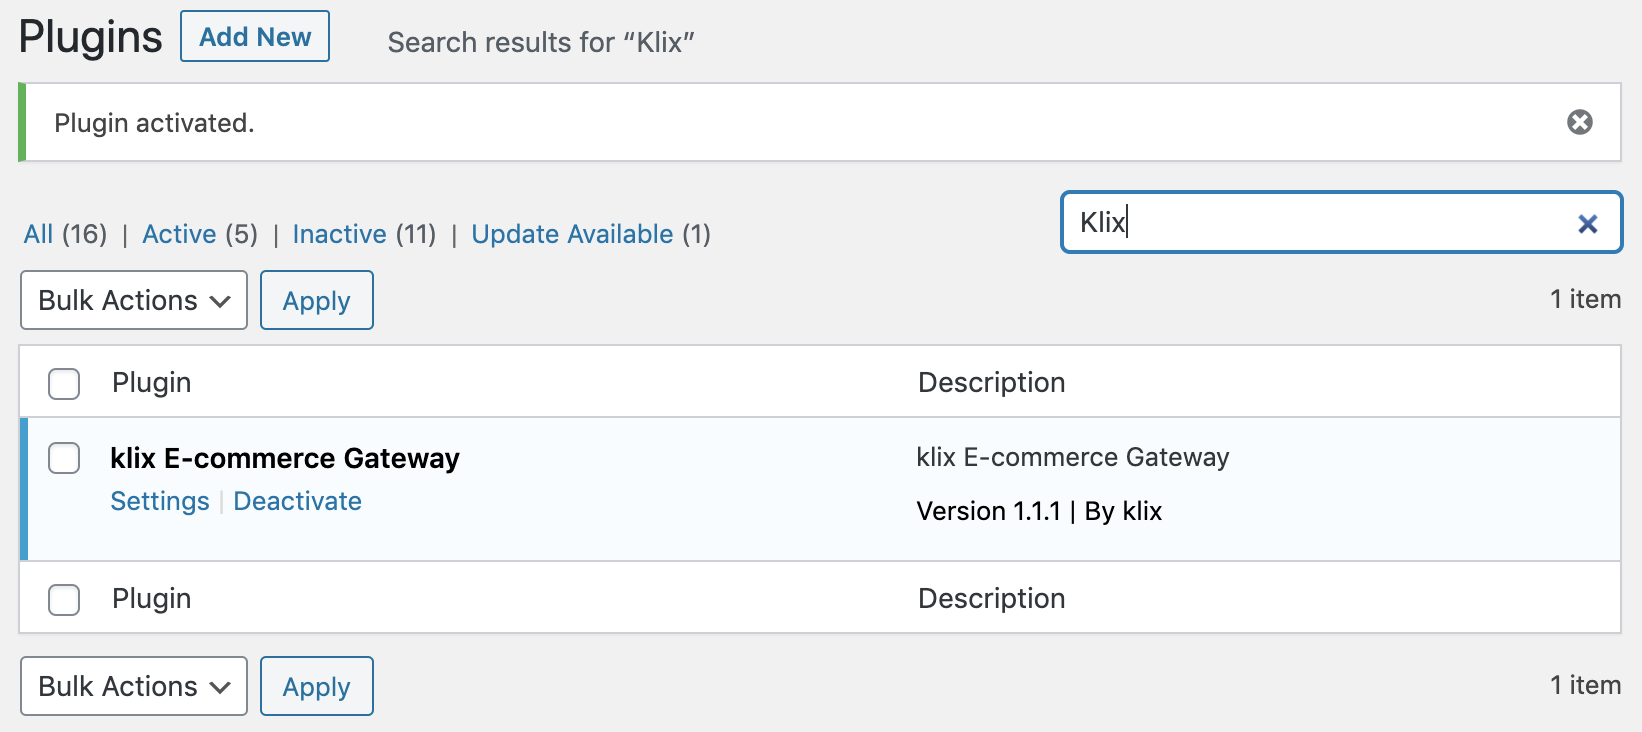 Plugins Add New Search results for “Klix”
Plugin activated.
Klix
All (16) | Active (5) | Inactive (11) | Update Available (1)
Bulk Actions Apply 1 item
Plugin Description
klix E-commerce Gateway klix E-commerce Gateway
Settings | Deactivate Version 1.1.1 | By klix
Plugin Description
Bulk Actions Apply 1 item